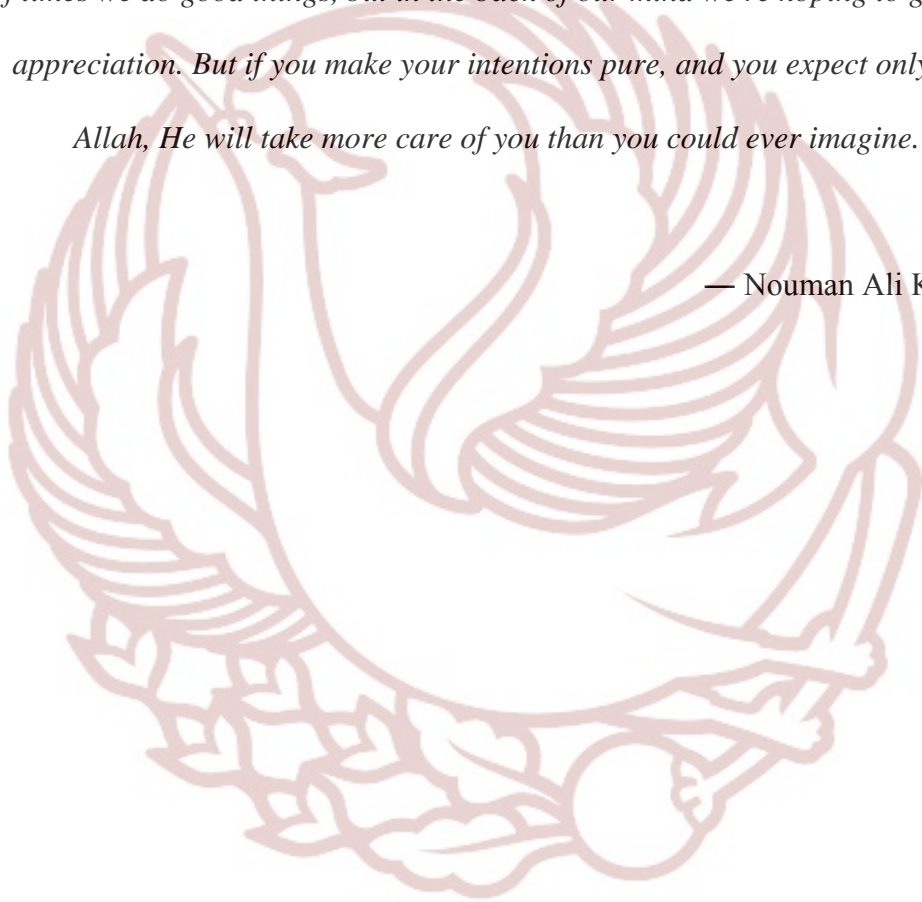 times we do good things, but in the back of our mind we're hoping to
appreciation. But if you make your intentions pure, and you expect only
Allah, He will take more care of you than you could ever imagine.
— Nouman Ali